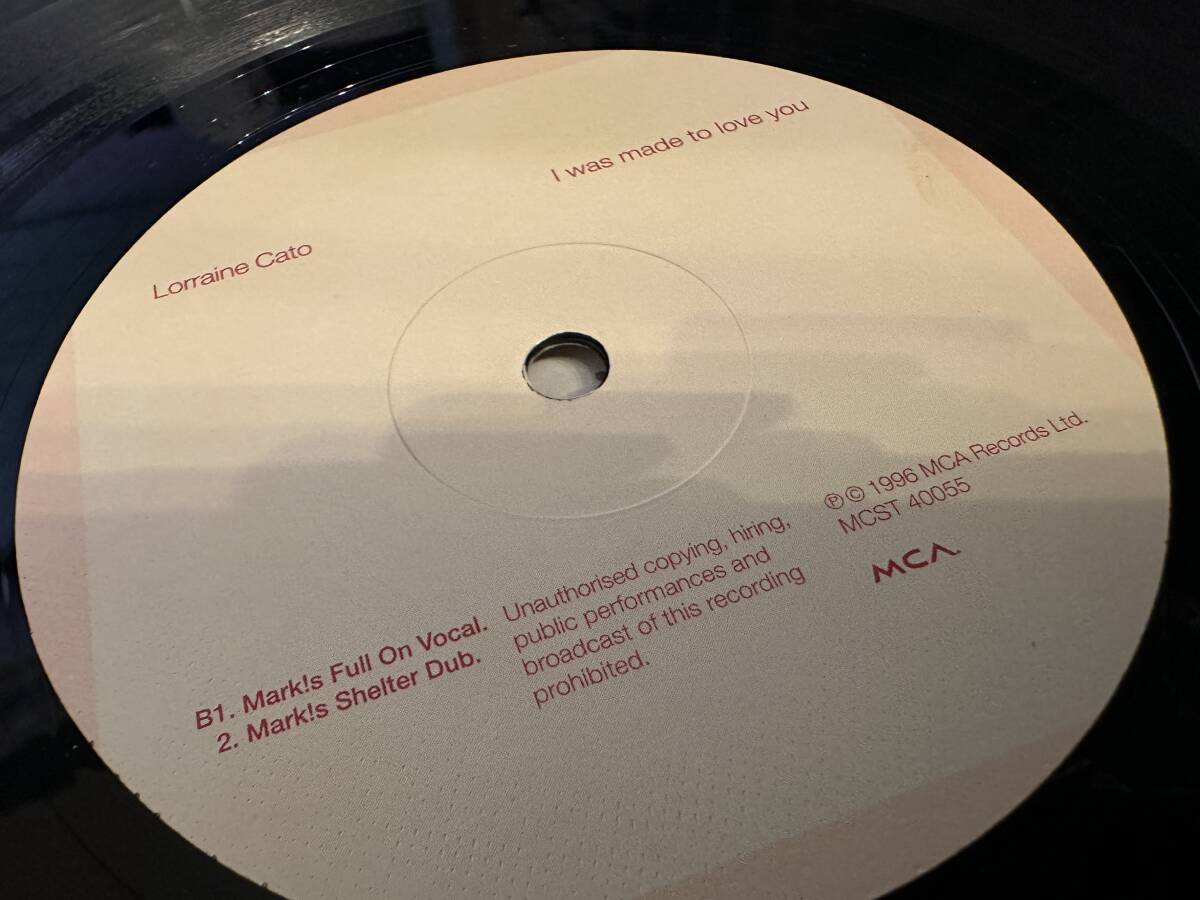 I was made to love you
Lorraine Cato
℗ © 1996 MCA Records Ltd.
MCST 40055
MCA
Unauthorised copying, hiring,
public performances and
broadcast of this recording
prohibited.
B1. Mark!s Full On Vocal.
2. Mark!s Shelter Dub.